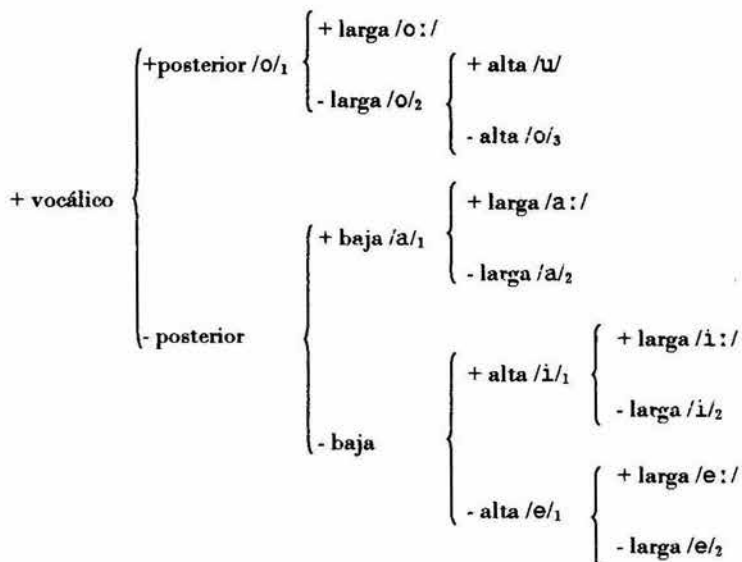 + larga /o:/
+posterior /o/₁
+ alta /u/
- larga /o/₂
- alta /o/₃
+ vocálico
+ larga /a:/
+ baja /a/₁
- larga /a/₂
- posterior
+ larga /i:/
+ alta /i/₁
- larga /i/₂
- baja
+ larga /e:/
- alta /e/₁
- larga /e/₂